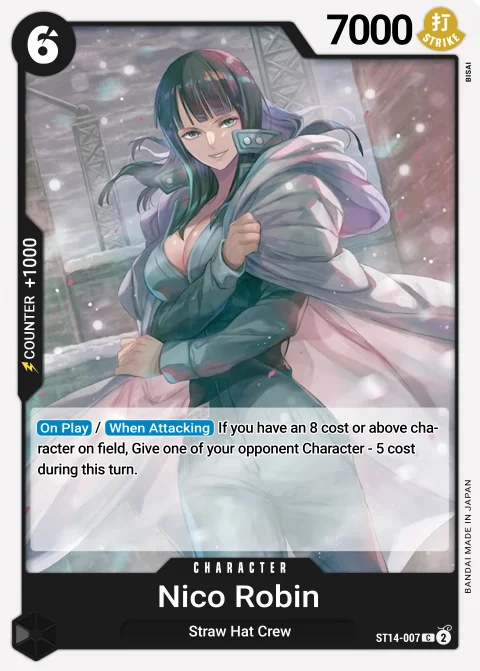 6
7000
打
STRIKE
BISAI
COUNTER +1000
On Play / When Attacking If you have an 8 cost or above cha-
racter on field, Give one of your opponent Character - 5 cost
during this turn.
BANDAI MADE IN JAPAN
CHARACTER
Nico Robin
Straw Hat Crew
ST14-007 C 2